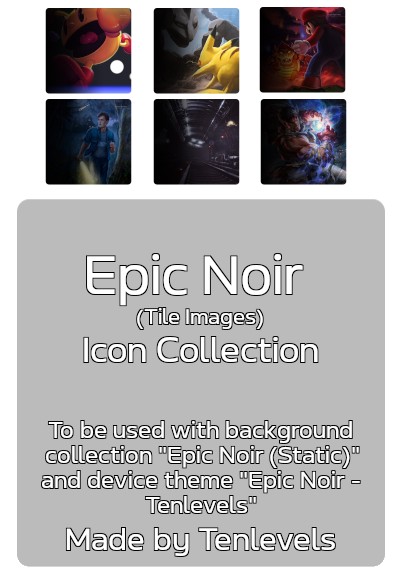 Epic Noir
(Tile Images)
Icon Collection
To be used with background
collection "Epic Noir (Static)"
and device theme "Epic Noir -
Tenlevels"
Made by Tenlevels